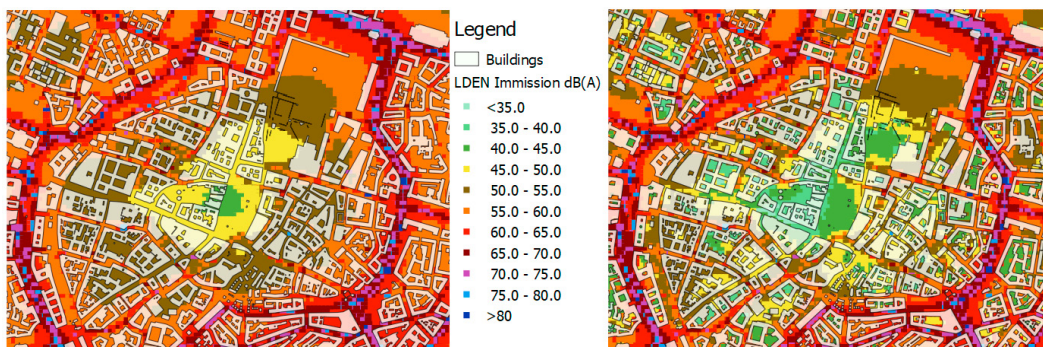 Legend
Buildings
LDEN Immission dB(A)
<35.0
35.0 - 40.0
40.0 - 45.0
45.0 - 50.0
50.0 - 55.0
55.0 - 60.0
60.0 - 65.0
65.0 - 70.0
70.0 - 75.0
75.0 - 80.0
>80